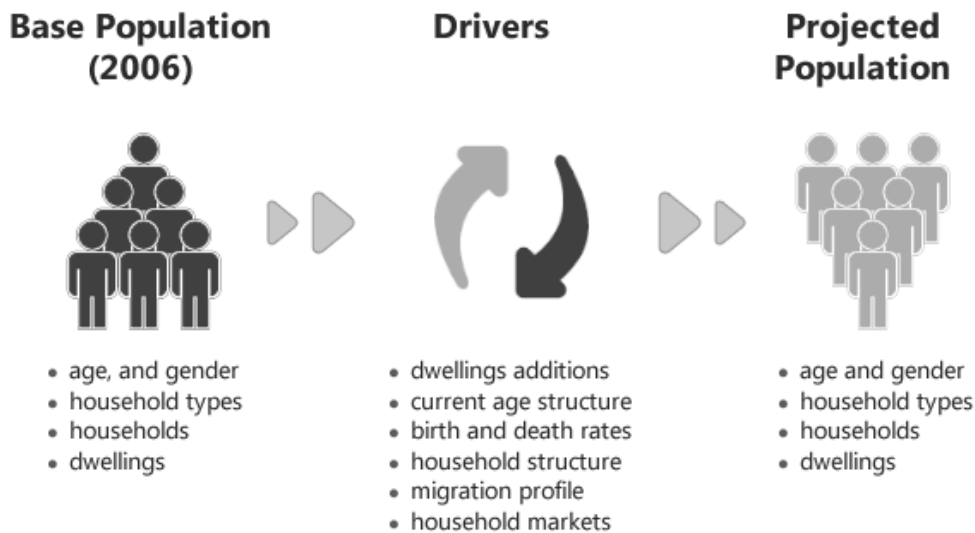 Base Population
(2006)
• age, and gender
• household types
• households
• dwellings
Drivers
• dwellings additions
• current age structure
• birth and death rates
• household structure
• migration profile
• household markets
Projected
Population
• age and gender
• household types
• households
• dwellings